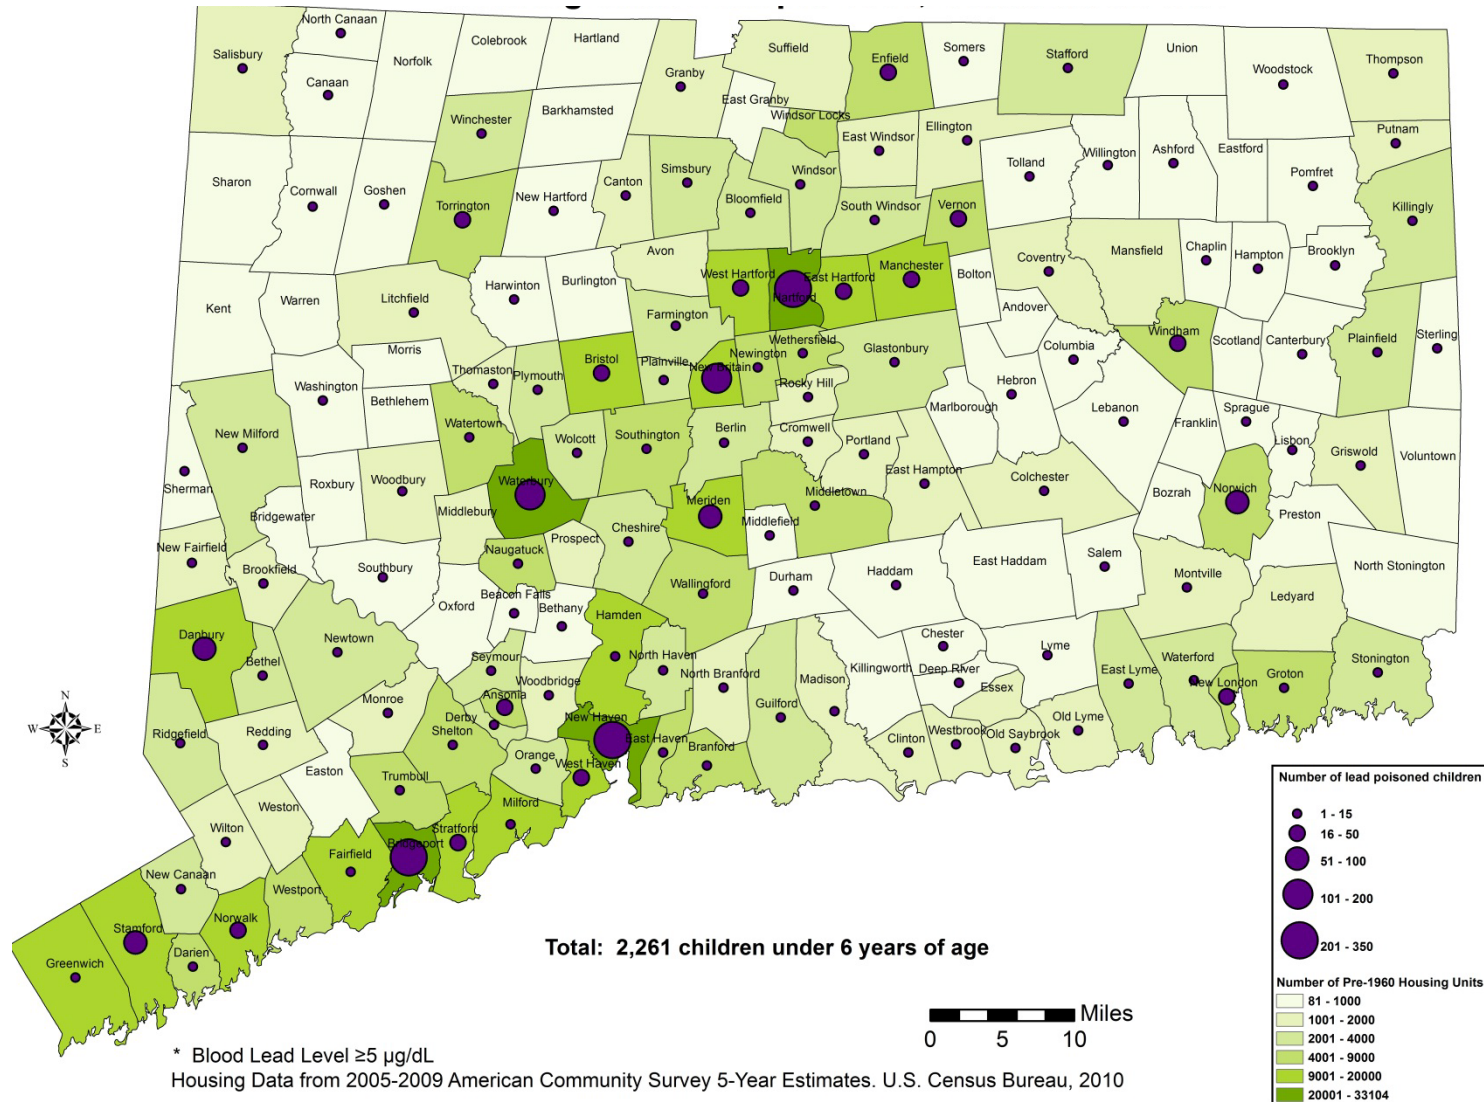 North Canaan
Colebrook
Hartland
Suffield
Enfield
Somers
Stafford
Union
Woodstock
Thompson
Salisbury
Canaan
Norfolk
Granby
East Granby
Winchester
Barkhamsted
Windsor Locks
East Windsor
Ellington
Putnam
Sharon
Cornwall
Goshen
Torrington
New Hartford
Canton
Simsbury
Bloomfield
Windsor
South Windsor
Vernon
Tolland
Willington
Ashford
Eastford
Pomfret
Killingly
Avon
West Hartford
Hartford
East Hartford
Manchester
Bolton
Coventry
Mansfield
Chaplin
Hampton
Brooklyn
Kent
Warren
Litchfield
Harwinton
Burlington
Farmington
Andover
Morris
Thomaston
Plymouth
Bristol
Plainville
New Britain
Newington
Wethersfield
Glastonbury
Columbia
Windham
Scotland
Canterbury
Plainfield
Sterling
Washington
Bethlehem
Rocky Hill
Hebron
Marlborough
Lebanon
Franklin
Sprague
Lisbon
New Milford
Watertown
Wolcott
Southington
Berlin
Cromwell
Portland
East Hampton
Colchester
Griswold
Voluntown
Sherman
Roxbury
Woodbury
Waterbury
Meriden
Middletown
Middlefield
Bozrah
Norwich
Preston
Bridgewater
Middlebury
Prospect
Cheshire
East Haddam
Salem
North Stonington
New Fairfield
Brookfield
Southbury
Naugatuck
Wallingford
Durham
Haddam
Montville
Ledyard
Oxford
Beacon Falls
Bethany
Hamden
Danbury
Bethel
Newtown
Seymour
Woodbridge
North Haven
North Branford
Madison
Killingworth
Chester
Deep River
Essex
Lyme
East Lyme
Waterford
New London
Groton
Stonington
Monroe
Ansonia
Derby
Shelton
New Haven
East Haven
Guilford
Ridgefield
Redding
Orange
West Haven
Branford
Clinton
Westbrook
Old Saybrook
Old Lyme
Easton
Trumbull
Weston
Wilton
Milford
Stratford
Bridgeport
Fairfield
New Canaan
Westport
Norwalk
Stamford
Darien
Greenwich
N
W
E
S
Total: 2,261 children under 6 years of age
Miles
0 5 10
* Blood Lead Level ≥5 µg/dL
Housing Data from 2005-2009 American Community Survey 5-Year Estimates. U.S. Census Bureau, 2010
Number of lead poisoned children
1 - 15
16 - 50
51 - 100
101 - 200
201 - 350
Number of Pre-1960 Housing Units
81 - 1000
1001 - 2000
2001 - 4000
4001 - 9000
9001 - 20000
20001 - 33104